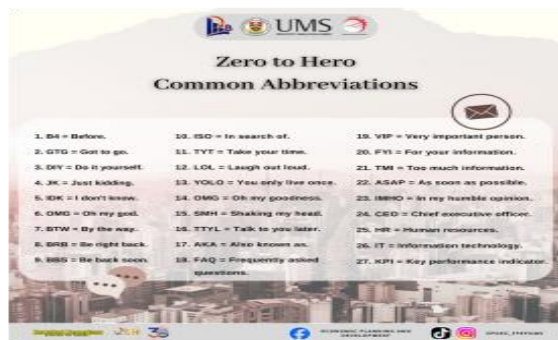 UMS
Zero to Hero
Common Abbreviations
1. B4 = Before.
2. GTG = Got to go.
3. DIY = Do it yourself.
4. JK = Just kidding.
5. IDK = I don't know.
6. OMG = Oh my god.
7. BTW = By the way.
8. BRB = Be right back.
9. BBS = Be back soon.
10. ISO = In search of.
11. TYT = Take your time.
12. LOL = Laugh out loud.
13. YOLO = You only live once.
14. OMG = Oh my goodness.
15. SMH = Shaking my head.
16. TTYL = Talk to you later.
17. AKA = Also known as.
18. FAQ = Frequently asked
questions.
19. VIP = Very important person.
20. FYI = For your information.
21. TMI = Too much information.
22. ASAP = As soon as possible.
23. IMHO = In my humble opinion.
24. CEO = Chief executive officer.
25. HR = Human resources.
26. IT = Information technology.
27. KPI = Key performance indicator.
ECONOMIC PLANNING AND
DEVELOPMENT